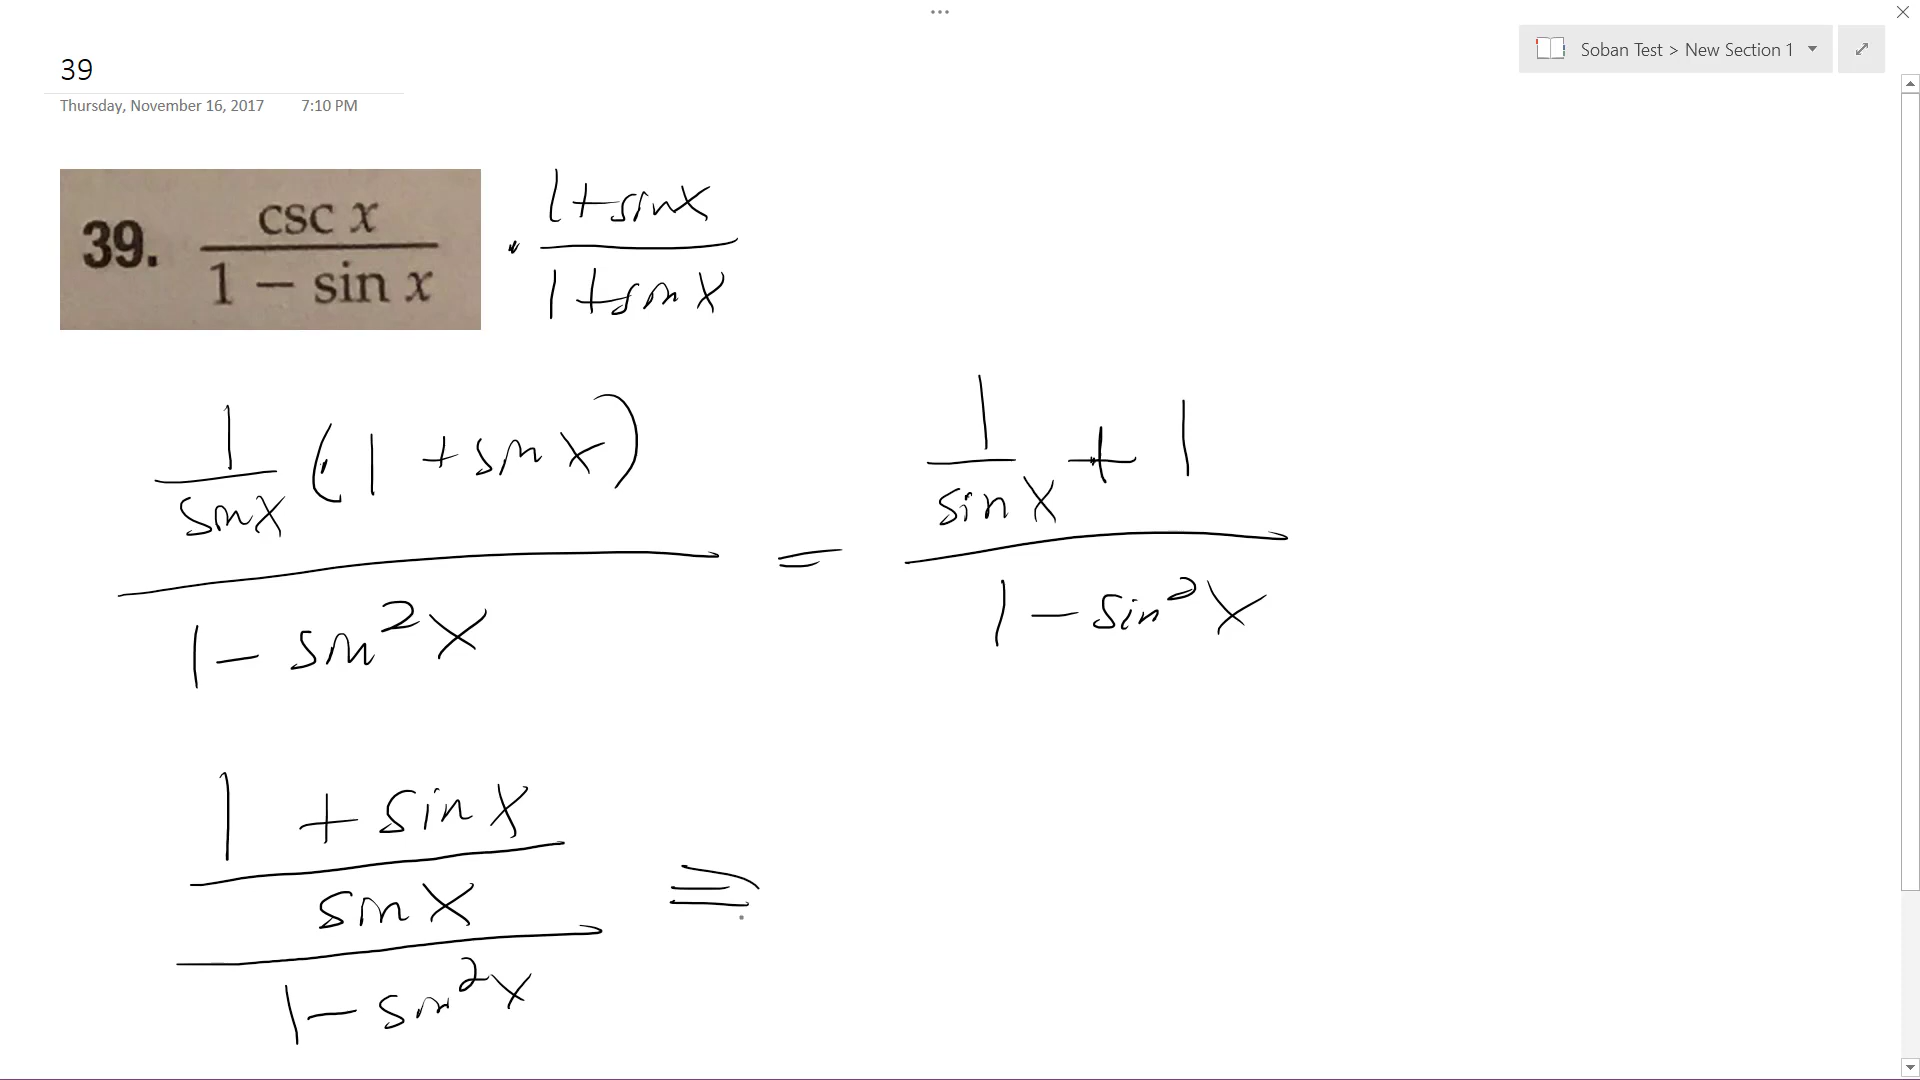 ...
Soban Test > New Section 1
39
Thursday, November 16, 2017 7:10 PM
39. csc x / 1 − sin x · 1+sinx / 1+sinx
1/sinx (1 + sinx) / 1 − sin²x = 1/sinx + 1 / 1 − sin²x
1 + sinx / sinx / 1 − sin²x =